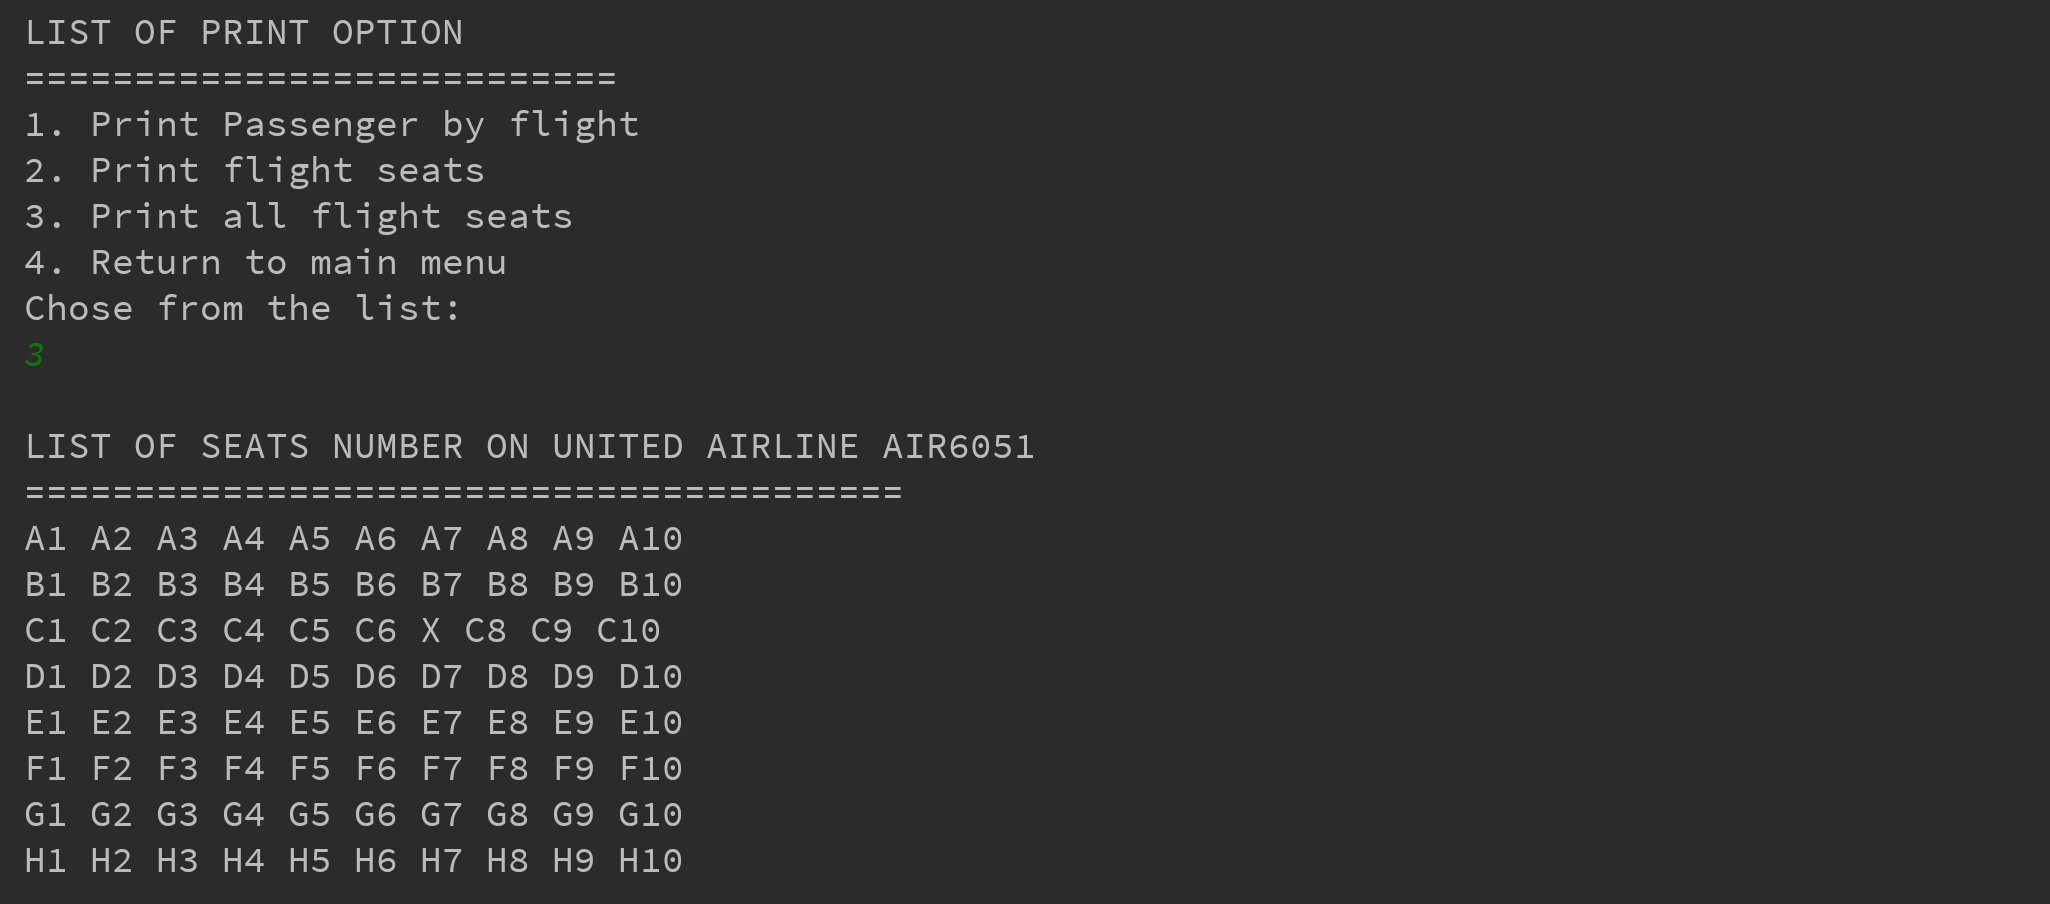 LIST OF PRINT OPTION
===========================
1. Print Passenger by flight
2. Print flight seats
3. Print all flight seats
4. Return to main menu
Chose from the list:
3
LIST OF SEATS NUMBER ON UNITED AIRLINE AIR6051
========================================
A1 A2 A3 A4 A5 A6 A7 A8 A9 A10
B1 B2 B3 B4 B5 B6 B7 B8 B9 B10
C1 C2 C3 C4 C5 C6 X C8 C9 C10
D1 D2 D3 D4 D5 D6 D7 D8 D9 D10
E1 E2 E3 E4 E5 E6 E7 E8 E9 E10
F1 F2 F3 F4 F5 F6 F7 F8 F9 F10
G1 G2 G3 G4 G5 G6 G7 G8 G9 G10
H1 H2 H3 H4 H5 H6 H7 H8 H9 H10